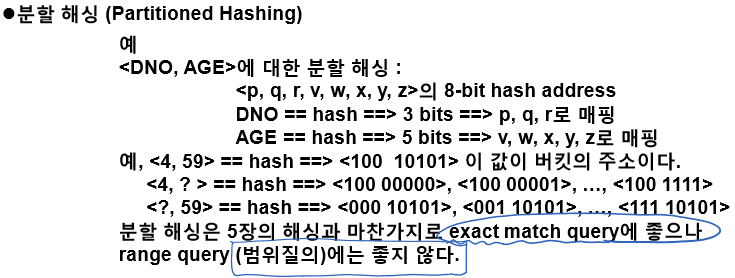 ●분할 해싱 (Partitioned Hashing)
예
<DNO, AGE>에 대한 분할 해싱 :
<p, q, r, v, w, x, y, z>의 8-bit hash address
DNO == hash ==> 3 bits ==> p, q, r로 매핑
AGE == hash ==> 5 bits ==> v, w, x, y, z로 매핑
예, <4, 59> == hash ==> <100 10101> 이 값이 버킷의 주소이다.
<4, ? > == hash ==> <100 00000>, <100 00001>, ..., <100 1111>
<?, 59> == hash ==> <000 10101>, <001 10101>, ..., <111 10101>
분할 해싱은 5장의 해싱과 마찬가지로 exact match query에 좋으나
range query (범위질의)에는 좋지 않다.